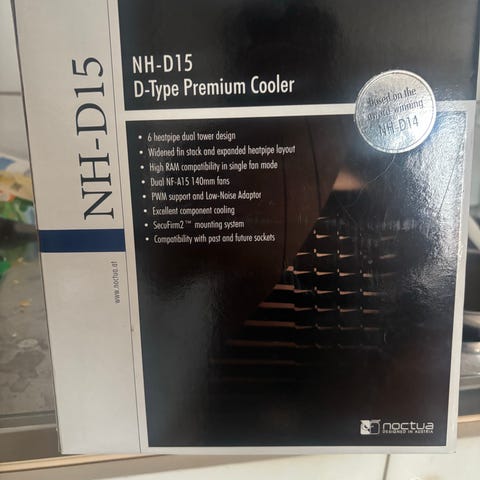 NH-D15
www.noctua.at
NH-D15
D-Type Premium Cooler
Based on the
award-winning
NH-D14
• 6 heatpipe dual tower design
• Widened fin stack and expanded heatpipe layout
• High RAM compatibility in single fan mode
• Dual NF-A15 140mm fans
• PWM support and Low-Noise Adaptor
• Excellent component cooling
• SecuFirm2™ mounting system
• Compatibility with past and future sockets
noctua
DESIGNED IN AUSTRIA